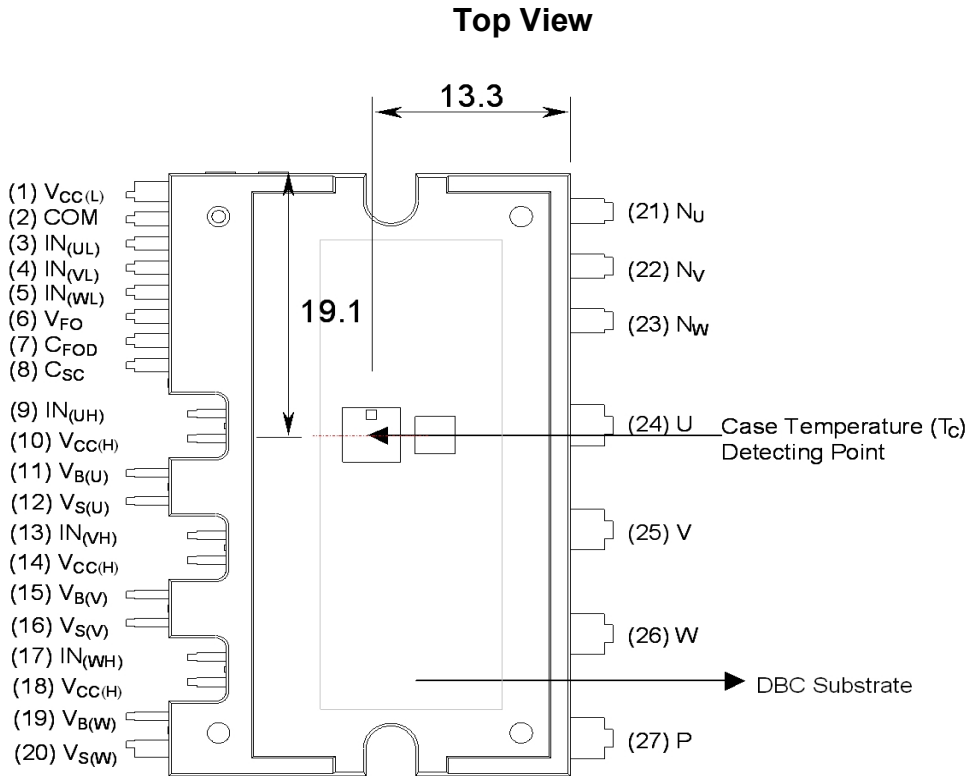 Top View
13.3
19.1
(1) VCC(L)
(2) COM
(3) IN(UL)
(4) IN(VL)
(5) IN(WL)
(6) VFO
(7) CFOD
(8) CSC
(9) IN(UH)
(10) VCC(H)
(11) VB(U)
(12) VS(U)
(13) IN(VH)
(14) VCC(H)
(15) VB(V)
(16) VS(V)
(17) IN(WH)
(18) VCC(H)
(19) VB(W)
(20) VS(W)
(21) NU
(22) NV
(23) NW
(24) U
Case Temperature (TC)
Detecting Point
(25) V
(26) W
DBC Substrate
(27) P